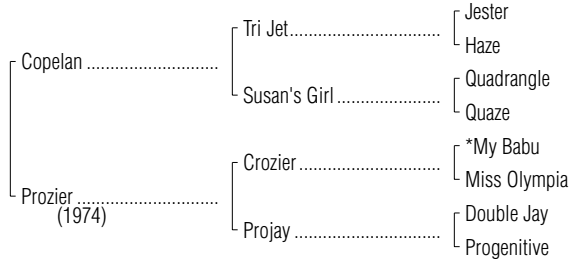 Jester
Tri Jet
Haze
Copelan
Quadrangle
Susan's Girl
Quaze
*My Babu
Crozier
Miss Olympia
Prozier
(1974)
Double Jay
Projay
Progenitive